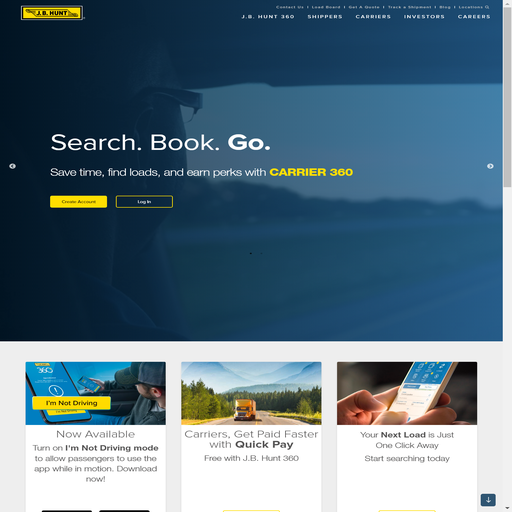 J.B. HUNT
Contact Us | Load Board | Get A Quote | Track a Shipment | Blog | Locations
J.B. HUNT 360 SHIPPERS CARRIERS INVESTORS CAREERS
Search. Book. Go.
Save time, find loads, and earn perks with CARRIER 360
Create Account Log In
360
I'm Not Driving
Now Available
Turn on I'm Not Driving mode
to allow passengers to use the
app while in motion. Download
now!
Carriers, Get Paid Faster
with Quick Pay
Free with J.B. Hunt 360
Your Next Load is Just
One Click Away
Start searching today